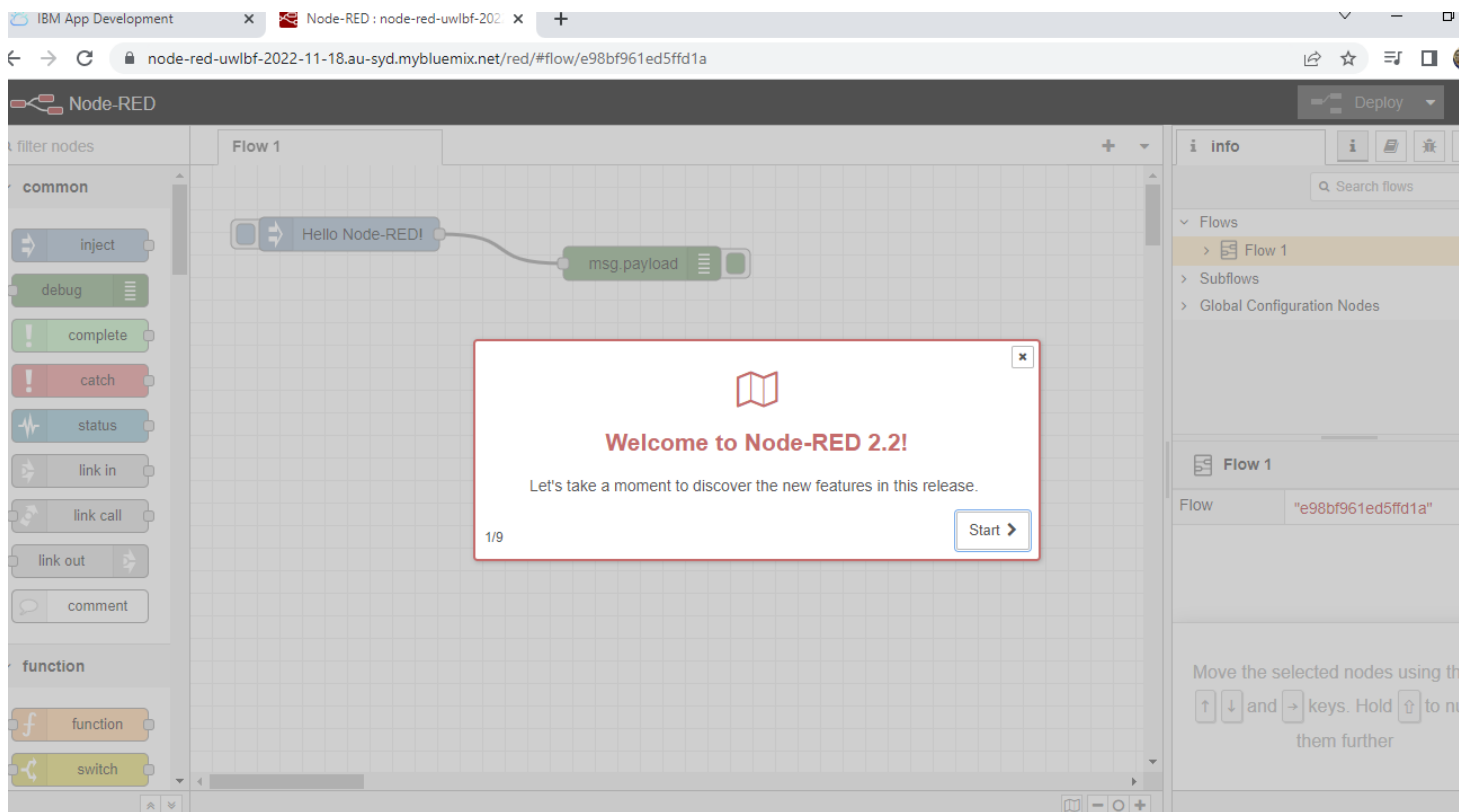 IBM App Development
Node-RED : node-red-uwlbf-202
node-red-uwlbf-2022-11-18.au-syd.mybluemix.net/red/#flow/e98bf961ed5ffd1a
Node-RED
Deploy
filter nodes
Flow 1
i info
i
common
Search flows
Hello Node-RED!
msg.payload
Flows
Flow 1
Subflows
Global Configuration Nodes
inject
debug
complete
catch
status
link in
link call
link out
comment
function
function
switch
Welcome to Node-RED 2.2!
Let's take a moment to discover the new features in this release.
1/9
Start
Flow 1
Flow "e98bf961ed5ffd1a"
Move the selected nodes using th
↑ ↓ and → keys. Hold ⇧ to nu
them further